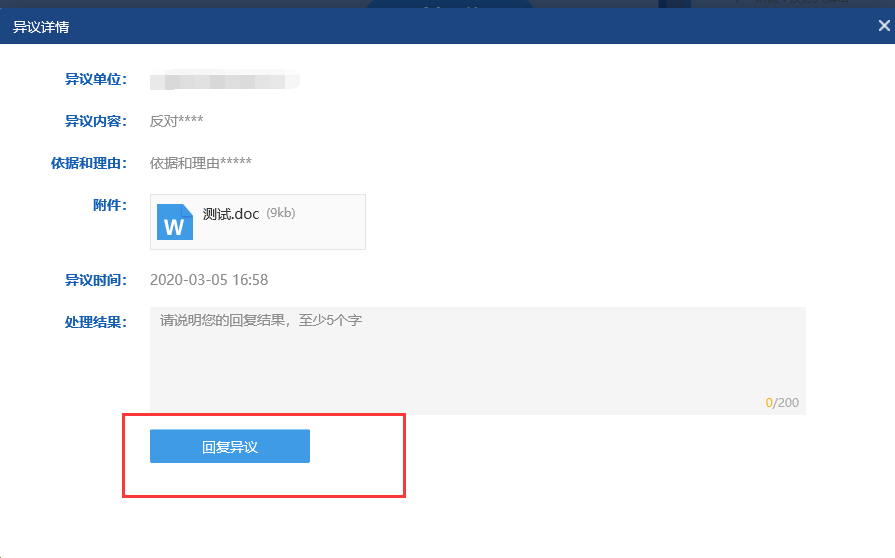 异议详情
异议单位：
异议内容： 反对****
依据和理由： 依据和理由*****
附件： 测试.doc (9kb)
W
异议时间： 2020-03-05 16:58
处理结果： 请说明您的回复结果，至少5个字
0/200
回复异议